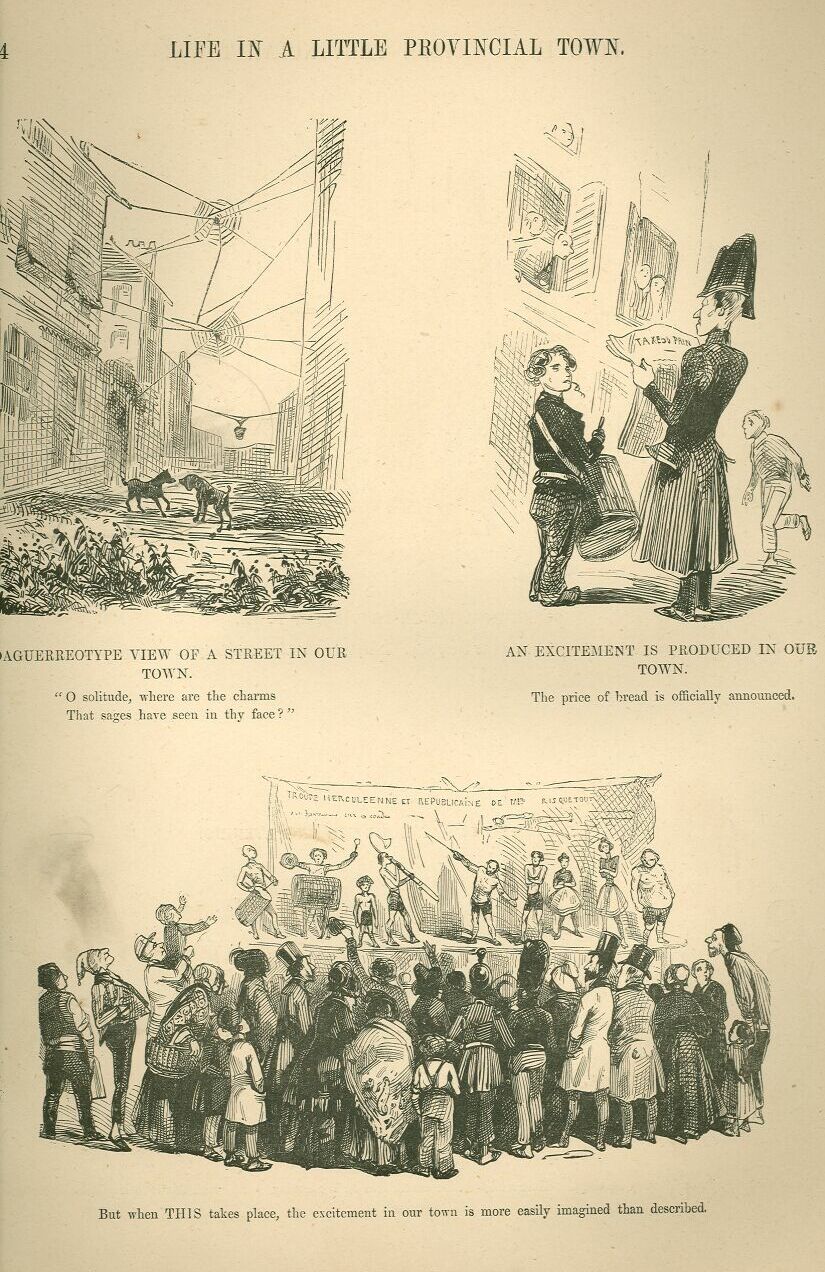 4
LIFE IN A LITTLE PROVINCIAL TOWN.
TAXE DU PAIN
DAGUERREOTYPE VIEW OF A STREET IN OUR
TOWN.
"O solitude, where are the charms
That sages have seen in thy face?"
AN EXCITEMENT IS PRODUCED IN OUR
TOWN.
The price of bread is officially announced.
TROUPE HERCULEENNE ET REPUBLICAINE DE RISQUETOUT
But when THIS takes place, the excitement in our town is more easily imagined than described.